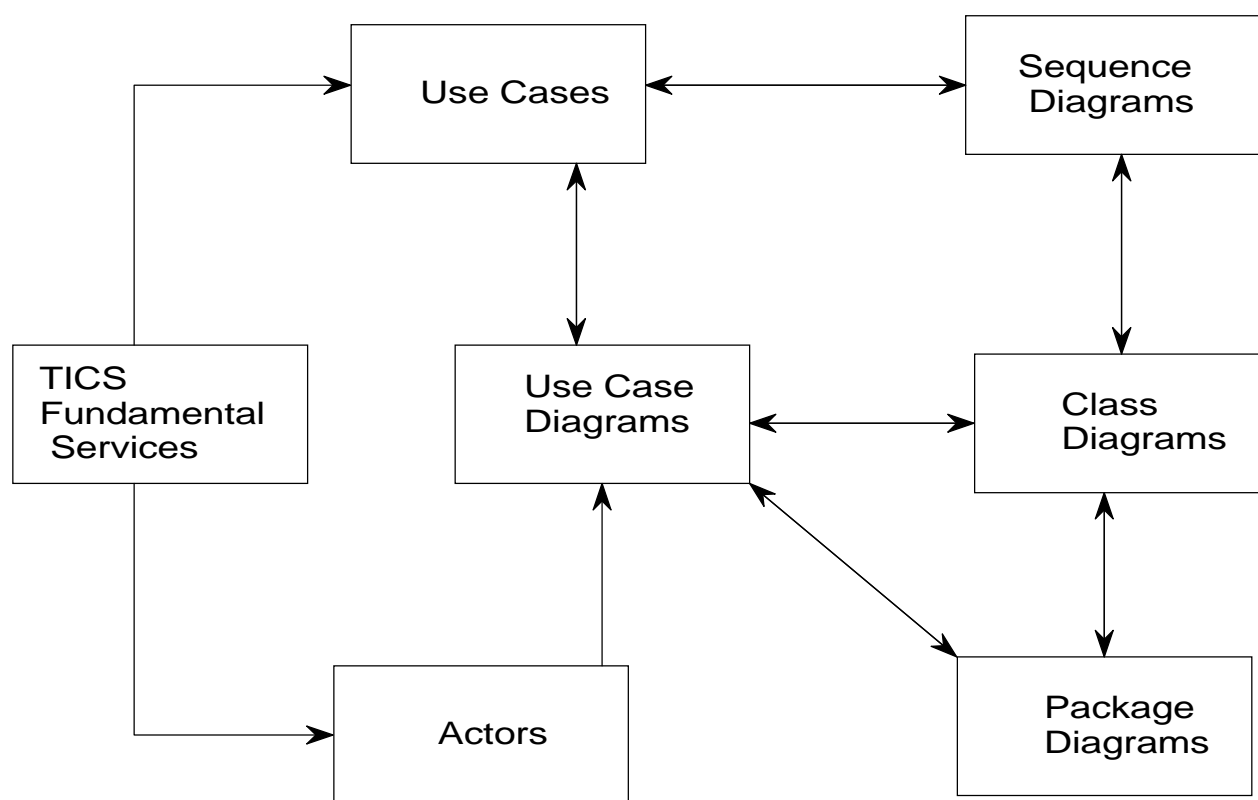 Use Cases
Sequence
Diagrams
TICS
Fundamental
Services
Use Case
Diagrams
Class
Diagrams
Actors
Package
Diagrams